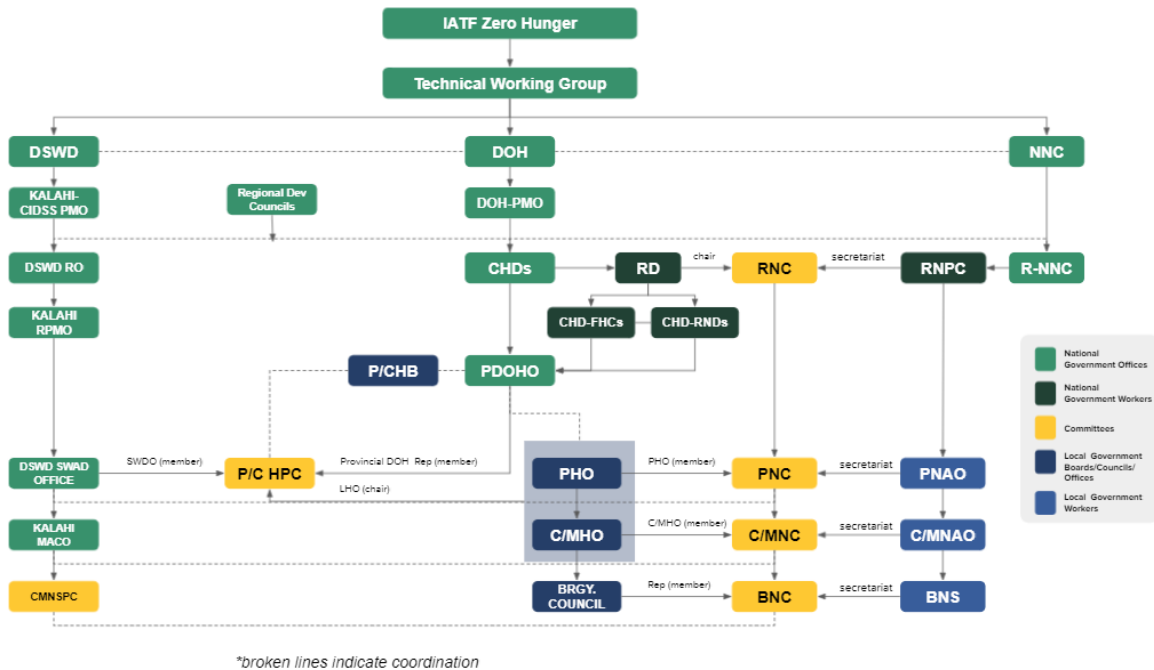 IATF Zero Hunger
Technical Working Group
DSWD
DOH
NNC
KALAHI-
CIDSS PMO
Regional Dev
Councils
DOH-PMO
DSWD RO
CHDs
RD
chair
RNC
secretariat
RNPC
R-NNC
KALAHI
RPMO
CHD-FHCs
CHD-RNDs
P/CHB
PDOHO
National
Government Offices
National
Government Workers
Committees
Local Government
Boards/Councils/
Offices
Local Government
Workers
DSWD SWAD
OFFICE
SWDO (member)
P/C HPC
Provincial DOH Rep (member)
LHO (chair)
PHO
PHO (member)
PNC
secretariat
PNAO
KALAHI
MACO
C/MHO
C/MHO (member)
C/MNC
secretariat
C/MNAO
CMNSPC
BRGY.
COUNCIL
Rep (member)
BNC
secretariat
BNS
*broken lines indicate coordination